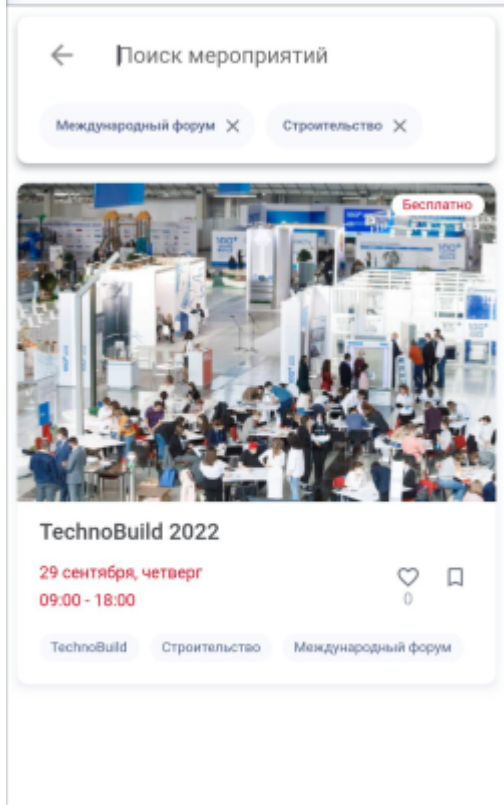 Поиск мероприятий
Международный форум
Строительство
Бесплатно
TechnoBuild 2022
29 сентября, четверг
09:00 - 18:00
0
TechnoBuild Строительство Международный форум